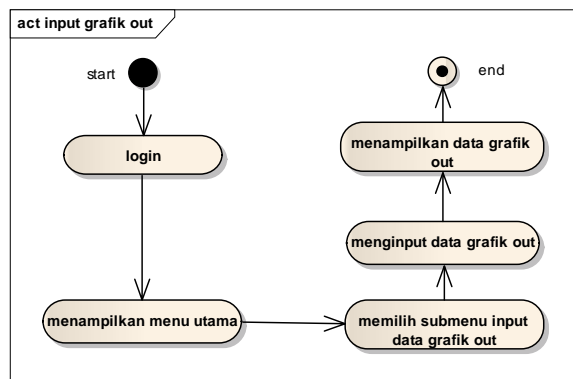 act input grafik out
start
login
menampilkan menu utama
memilih submenu input
data grafik out
menginput data grafik out
menampilkan data grafik
out
end